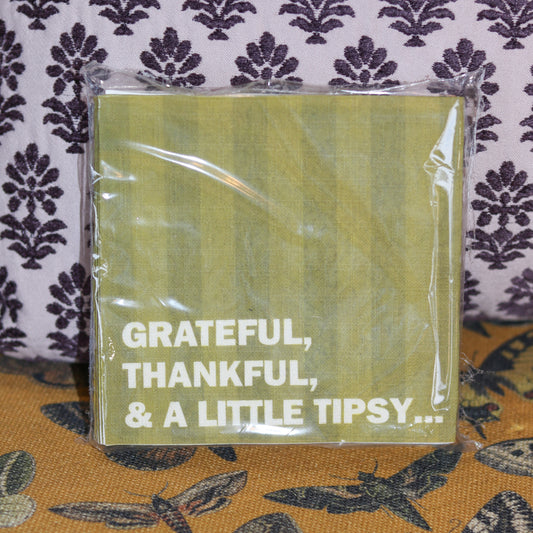 GRATEFUL,
THANKFUL,
& A LITTLE TIPSY...